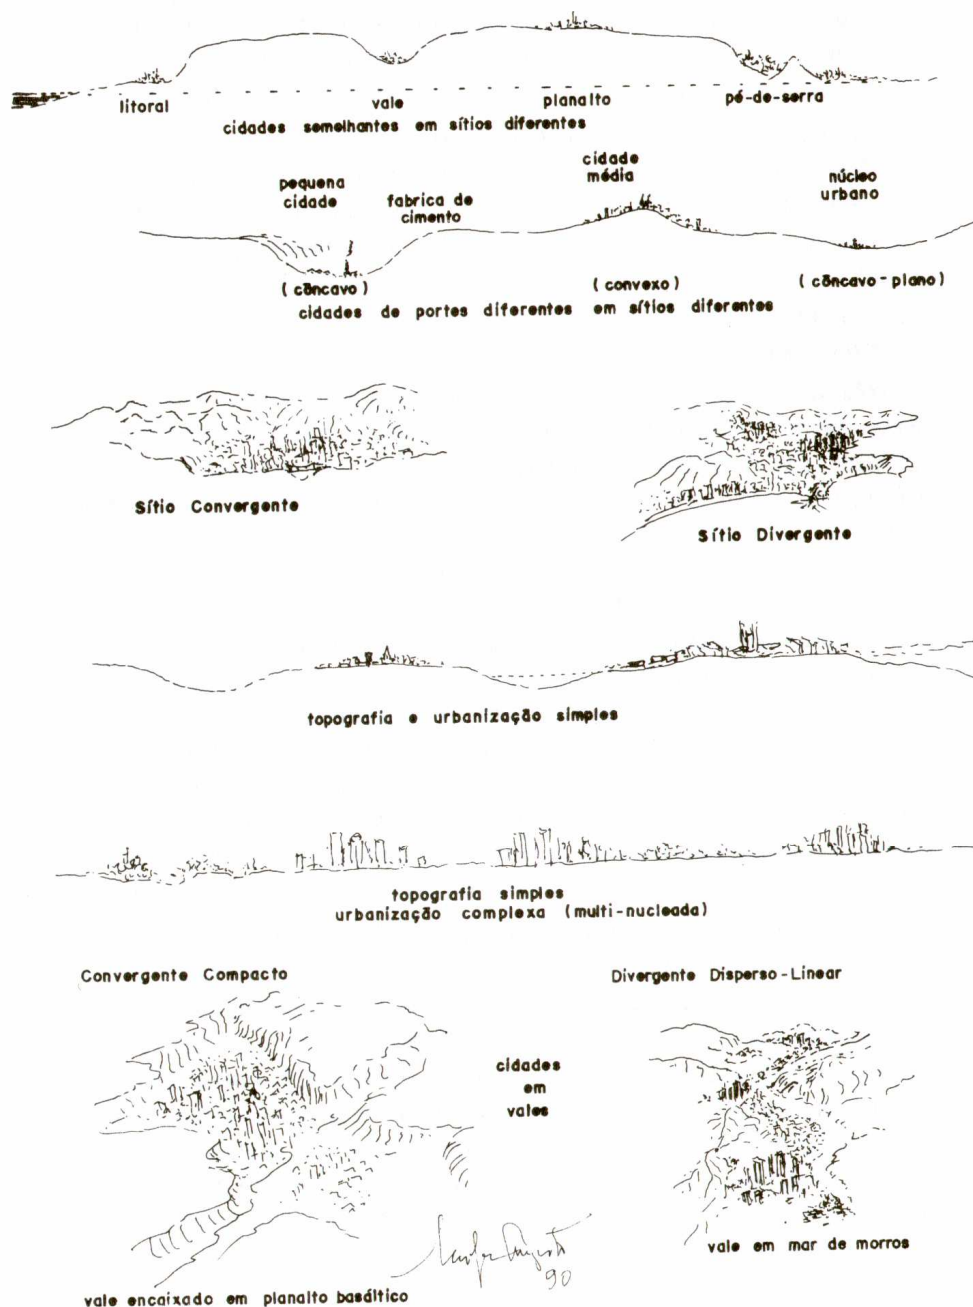 litoral
vale
planalto
pé-de-serra
cidades semelhantes em sítios diferentes
pequena
cidade
fabrica de
cimento
cidade
média
núcleo
urbano
(côncavo)
(convexo)
(côncavo-plano)
cidades de portes diferentes em sítios diferentes
Sítio Convergente
Sítio Divergente
topografia e urbanização simples
topografia simples
urbanização complexa (multi-nucleada)
Convergente Compacto
Divergente Disperso-Linear
cidades
em
vales
90
vale em mar de morros
vale encaixado em planalto basáltico